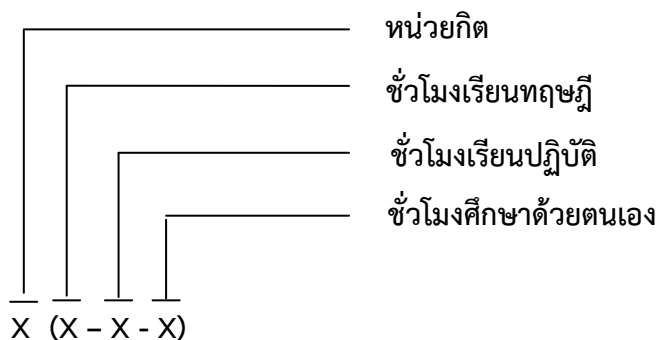 หน่วยกิต
ชั่วโมงเรียนทฤษฎี
ชั่วโมงเรียนปฏิบัติ
ชั่วโมงศึกษาด้วยตนเอง
X (X – X - X)